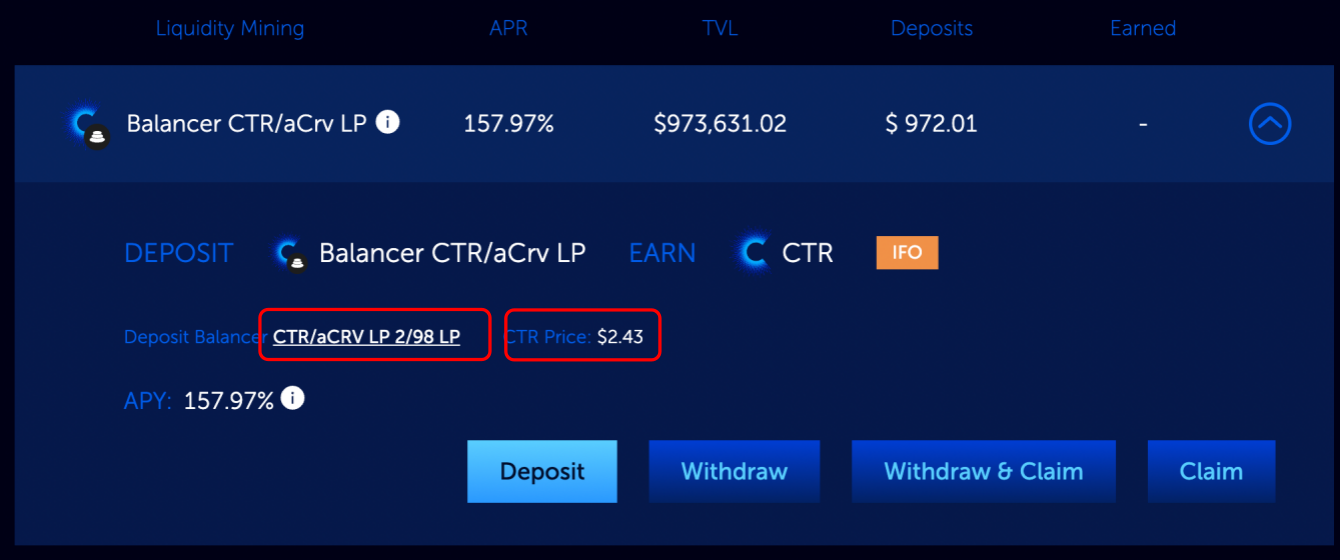 Liquidity Mining APR TVL Deposits Earned
Balancer CTR/aCrv LP i 157.97% $973,631.02 $ 972.01 -
DEPOSIT Balancer CTR/aCrv LP EARN CTR IFO
Deposit Balancer CTR/aCRV LP 2/98 LP CTR Price: $2.43
APY: 157.97% i
Deposit Withdraw Withdraw & Claim Claim